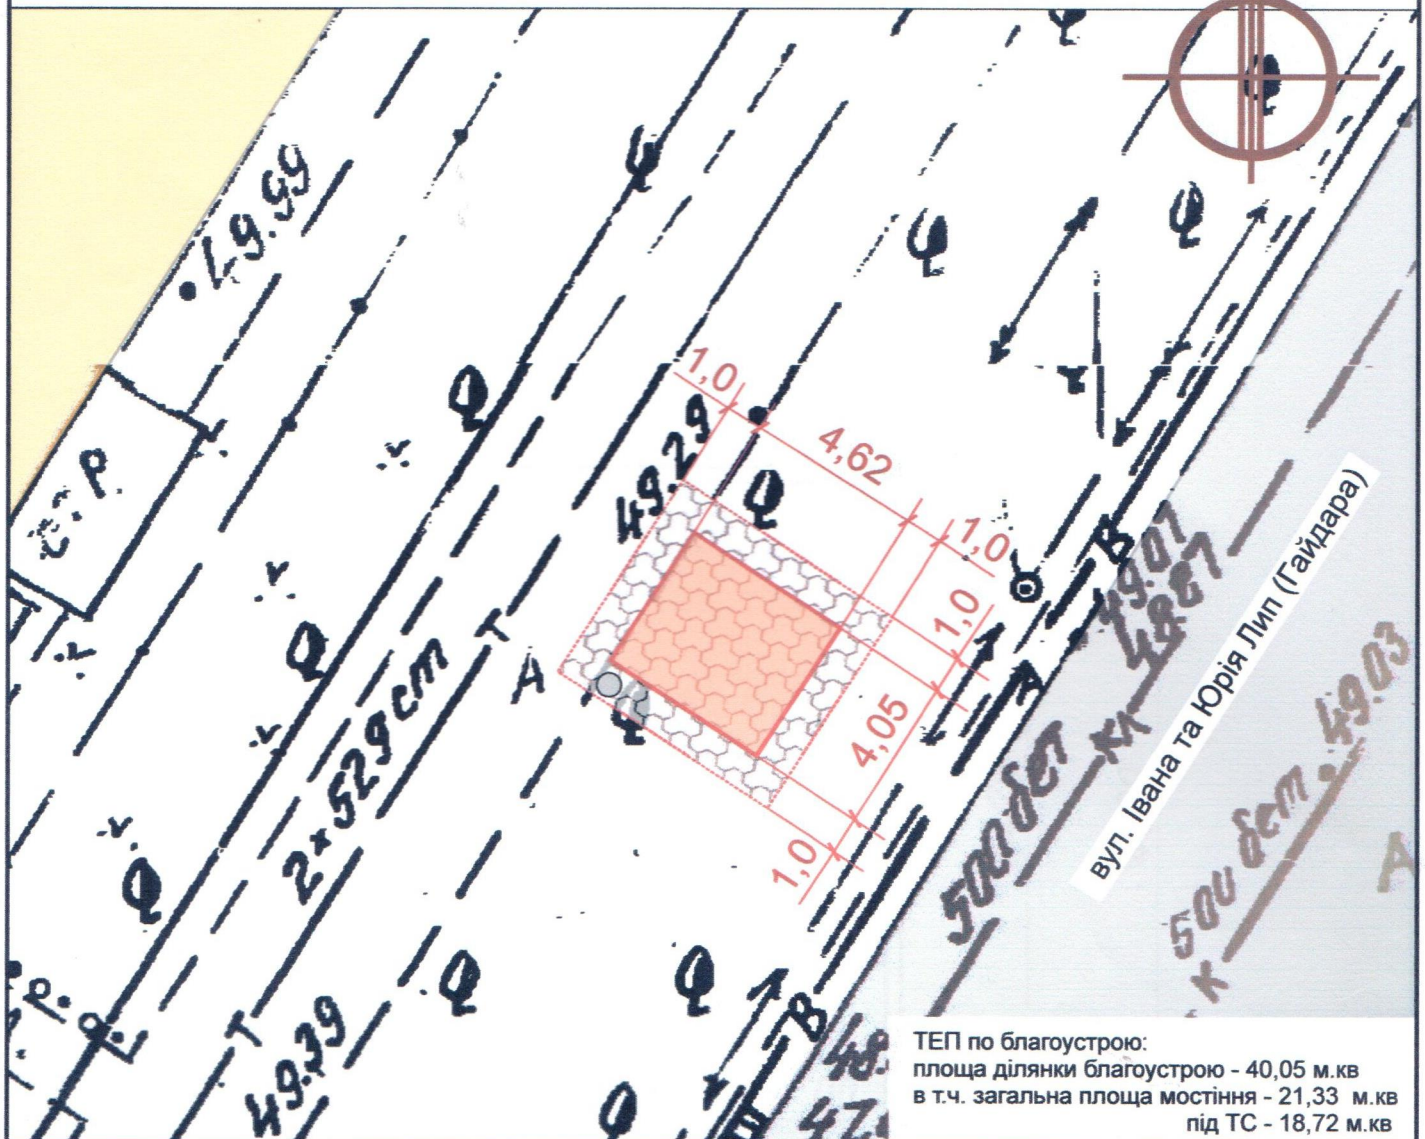 49.99
1,0
4,62
49.29
1,0
с.г.р.
1,0
В
49.07
48.87
вул. Івана та Юрія Лип (Гайдара)
Т
А
2×529ст
4,05
49.03
500 бет
кл
500 бет.
А
1,0
к
Т
49.39
В
ТЕП по благоустрою:
площа ділянки благоустрою - 40,05 м.кв
в т.ч. загальна площа мостіння - 21,33 м.кв
під ТС - 18,72 м.кв